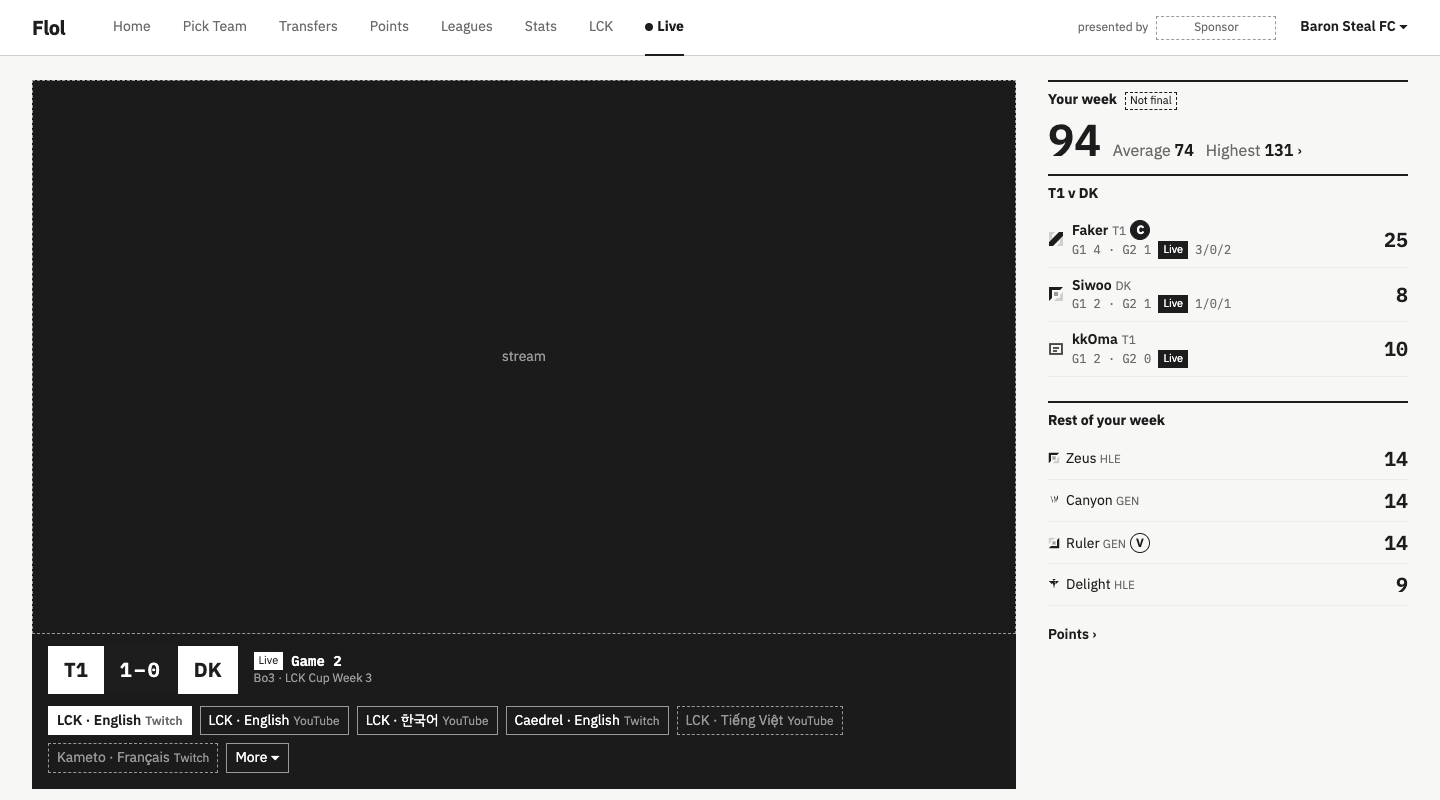 Flol
Home Pick Team Transfers Points Leagues Stats LCK Live
presented by Sponsor Baron Steal FC
stream
T1 1–0 DK
Live Game 2
Bo3 · LCK Cup Week 3
LCK · English Twitch
LCK · English YouTube
LCK · 한국어 YouTube
Caedrel · English Twitch
LCK · Tiếng Việt YouTube
Kameto · Français Twitch
More
Your week Not final
94 Average 74 Highest 131 ›
T1 v DK
Faker T1 C
G1 4 · G2 1 Live 3/0/2
25
Siwoo DK
G1 2 · G2 1 Live 1/0/1
8
kkOma T1
G1 2 · G2 0 Live
10
Rest of your week
Zeus HLE 14
Canyon GEN 14
Ruler GEN V 14
Delight HLE 9
Points ›